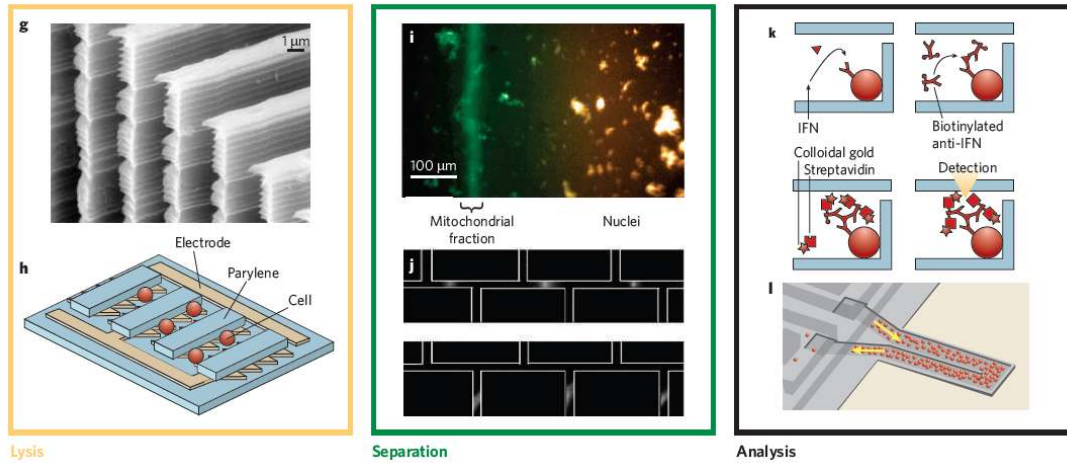 g
1 µm
h
Electrode
Parylene
Cell
Lysis
i
100 µm
Mitochondrial
fraction
Nuclei
j
Separation
k
IFN
Biotinylated
anti-IFN
Colloidal gold
Streptavidin
Detection
l
Analysis